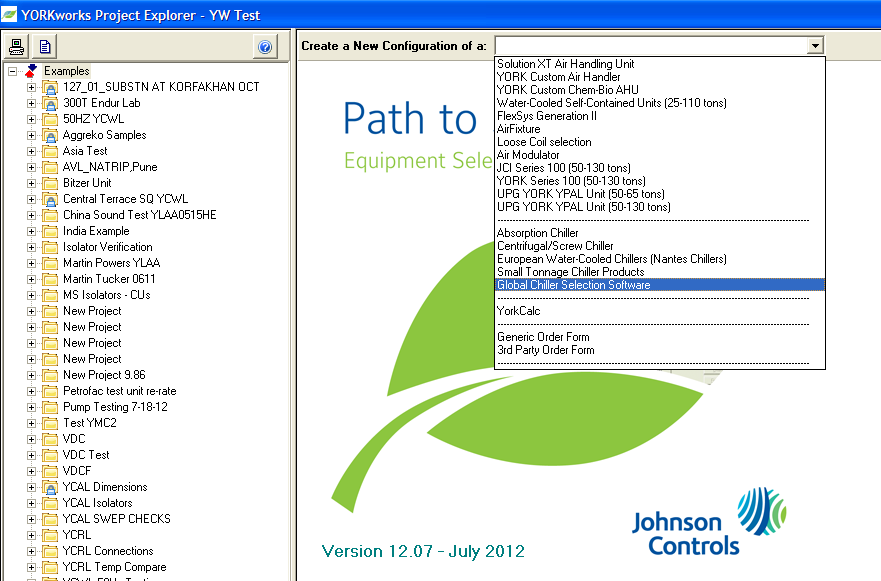 YORKworks Project Explorer - YW Test
Create a New Configuration of a:
Examples
127_01_SUBSTN AT KORFAKHAN OCT
300T Endur Lab
50HZ YCWL
Aggreko Samples
Asia Test
AVL_NATRIP,Pune
Bitzer Unit
Central Terrace SQ YCWL
China Sound Test YLAA0515HE
India Example
Isolator Verification
Martin Powers YLAA
Martin Tucker 0611
MS Isolators - CUs
New Project
New Project
New Project
New Project
New Project 9.86
Petrofac test unit re-rate
Pump Testing 7-18-12
Test YMC2
VDC
VDC Test
VDCF
YCAL Dimensions
YCAL Isolators
YCAL SWEP CHECKS
YCRL
YCRL Connections
YCRL Temp Compare
Solution XT Air Handling Unit
YORK Custom Air Handler
YORK Custom Chem-Bio AHU
Water-Cooled Self-Contained Units (25-110 tons)
FlexSys Generation II
AirFixture
Loose Coil selection
Air Modulator
JCI Series 100 (50-130 tons)
YORK Series 100 (50-130 tons)
UPG YORK YPAL Unit (50-65 tons)
UPG YORK YPAL Unit (50-130 tons)
Absorption Chiller
Centrifugal/Screw Chiller
European Water-Cooled Chillers (Nantes Chillers)
Small Tonnage Chiller Products
Global Chiller Selection Software
YorkCalc
Generic Order Form
3rd Party Order Form
Path to
Equipment Sele
Johnson
Controls
Version 12.07 - July 2012